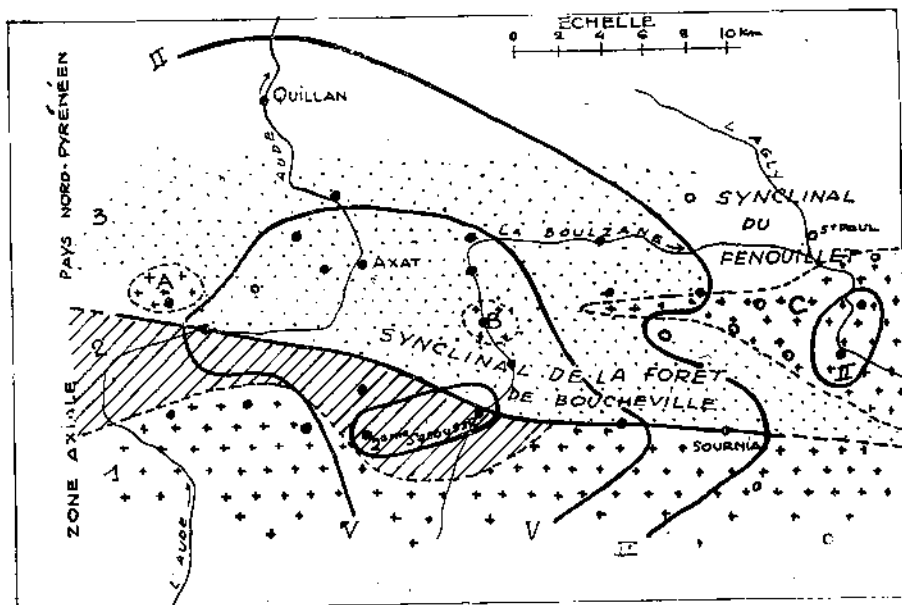 ECHELLE
0 2 4 6 8 10 Km
II
PAYS NORD-PYRÉNÉEN
QUILLAN
AUDE
AGLY
3
SYNCLINAL
DU
FENOUILLET
St PAUL
LA BOULZANE
AXAT
A
B
C
2
SYNCLINAL DE LA FORÊT
DE BOUCHEVILLE
II
ZONE AXIALE
1
SOURNIA
L'AUDE
V
V
II